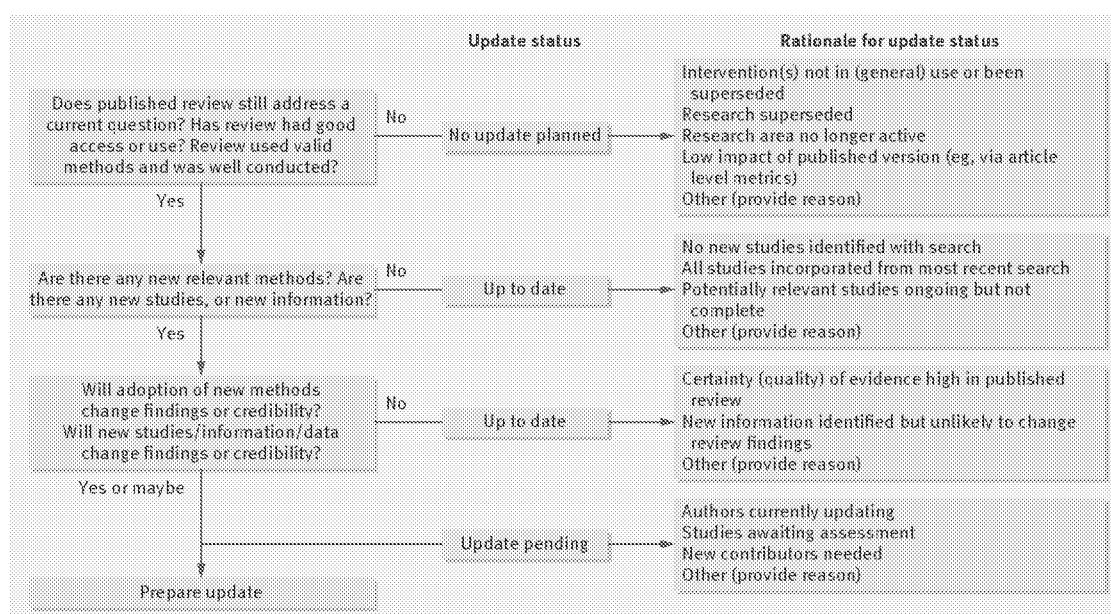 Update status
Rationale for update status
Does published review still address a
current question? Has review had good
access or use? Review used valid
methods and was well conducted?
No
No update planned
Intervention(s) not in (general) use or been
superseded
Research superseded
Research area no longer active
Low impact of published version (eg, via article
level metrics)
Other (provide reason)
Yes
Are there any new relevant methods? Are
there any new studies, or new information?
No
Up to date
No new studies identified with search
All studies incorporated from most recent search
Potentially relevant studies ongoing but not
complete
Other (provide reason)
Yes
Will adoption of new methods
change findings or credibility?
Will new studies/information/data
change findings or credibility?
No
Up to date
Certainty (quality) of evidence high in published
review
New information identified but unlikely to change
review findings
Other (provide reason)
Yes or maybe
Update pending
Authors currently updating
Studies awaiting assessment
New contributors needed
Other (provide reason)
Prepare update